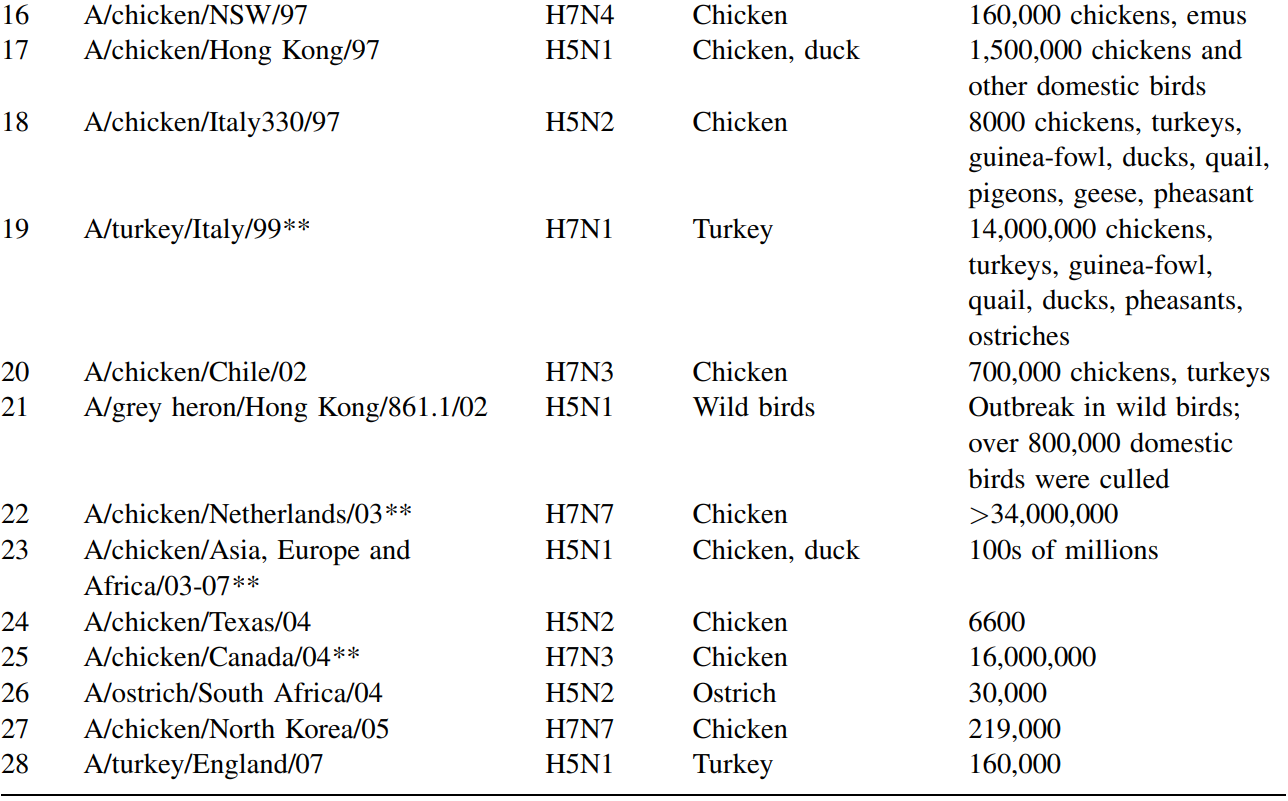 16 A/chicken/NSW/97 H7N4 Chicken 160,000 chickens, emus
17 A/chicken/Hong Kong/97 H5N1 Chicken, duck 1,500,000 chickens and
other domestic birds
18 A/chicken/Italy330/97 H5N2 Chicken 8000 chickens, turkeys,
guinea-fowl, ducks, quail,
pigeons, geese, pheasant
19 A/turkey/Italy/99** H7N1 Turkey 14,000,000 chickens,
turkeys, guinea-fowl,
quail, ducks, pheasants,
ostriches
20 A/chicken/Chile/02 H7N3 Chicken 700,000 chickens, turkeys
21 A/grey heron/Hong Kong/861.1/02 H5N1 Wild birds Outbreak in wild birds;
over 800,000 domestic
birds were culled
22 A/chicken/Netherlands/03** H7N7 Chicken >34,000,000
23 A/chicken/Asia, Europe and H5N1 Chicken, duck 100s of millions
Africa/03-07**
24 A/chicken/Texas/04 H5N2 Chicken 6600
25 A/chicken/Canada/04** H7N3 Chicken 16,000,000
26 A/ostrich/South Africa/04 H5N2 Ostrich 30,000
27 A/chicken/North Korea/05 H7N7 Chicken 219,000
28 A/turkey/England/07 H5N1 Turkey 160,000